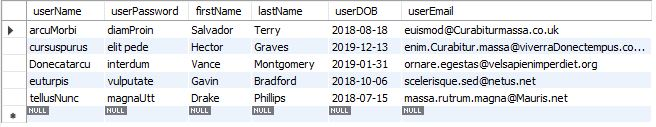 userName userPassword firstName lastName userDOB userEmail
arcuMorbi diamProin Salvador Terry 2018-08-18 euismod@Curabiturmassa.co.uk
cursuspurus elit pede Hector Graves 2019-12-13 enim.Curabitur.massa@viverraDonectempus.co...
Donecatarcu interdum Vance Montgomery 2019-01-31 ornare.egestas@velsapienimperdiet.org
euturpis vulputate Gavin Bradford 2018-10-06 scelerisque.sed@netus.net
tellusNunc magnaUtt Drake Phillips 2018-07-15 massa.rutrum.magna@Mauris.net
NULL NULL NULL NULL NULL NULL